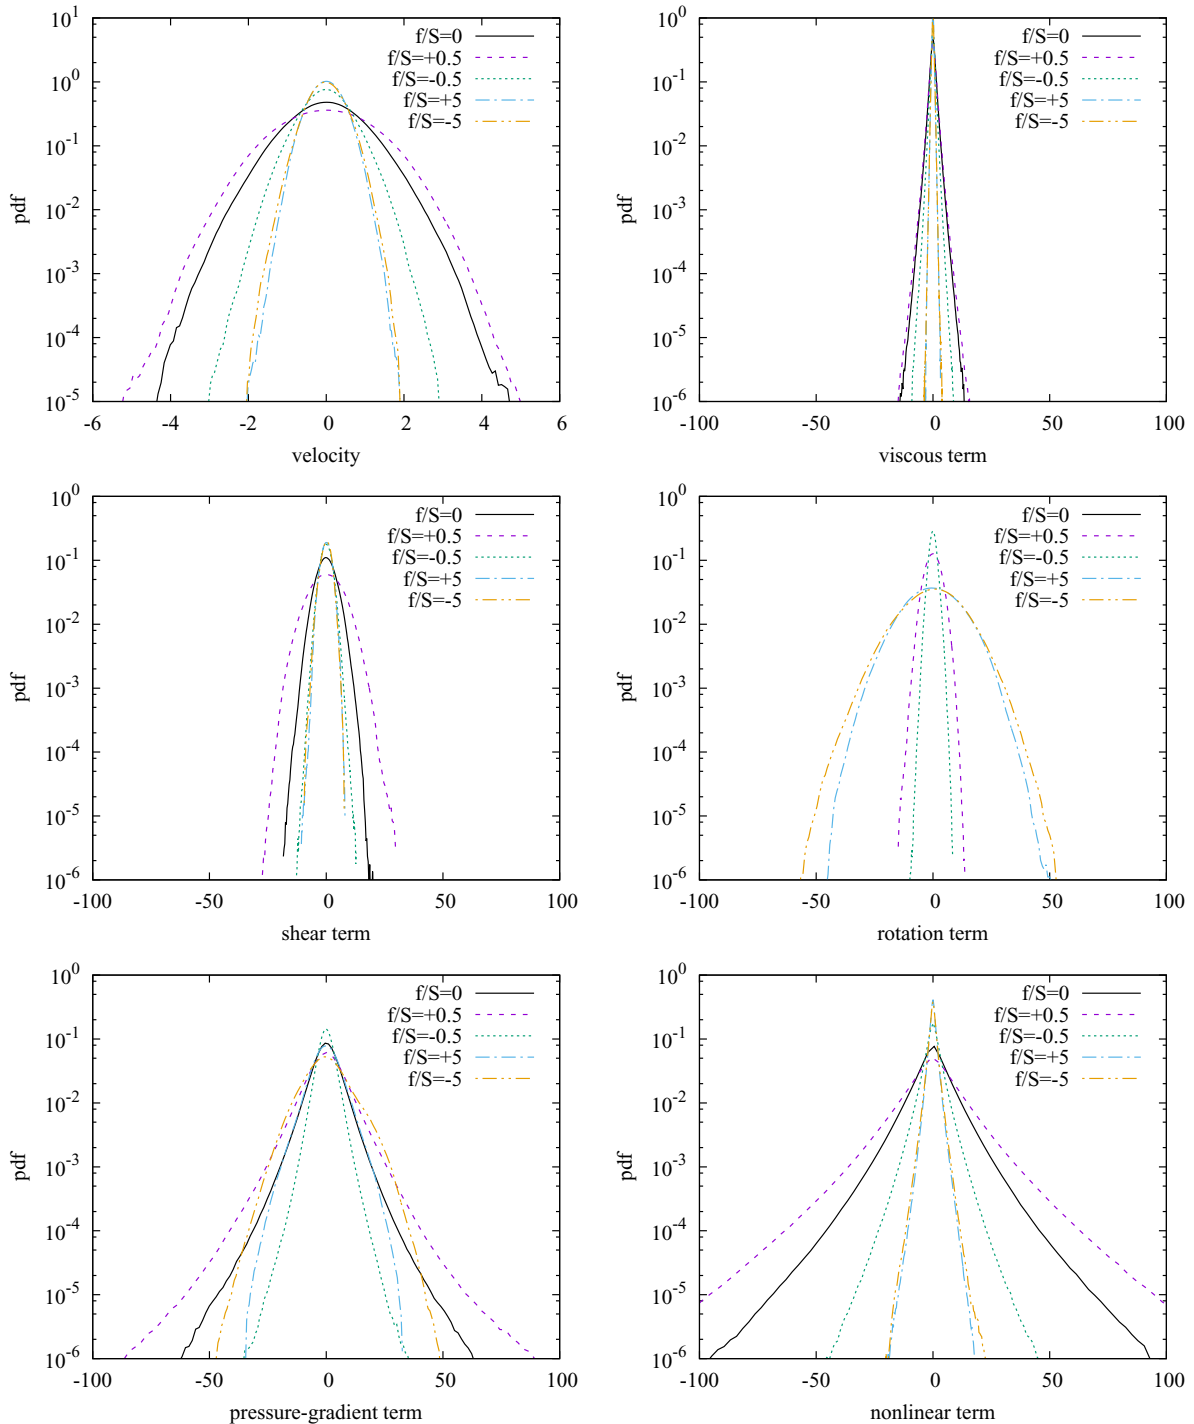 10^1
10^0
10^-1
10^-2
10^-3
10^-4
10^-5
pdf
-6 -4 -2 0 2 4 6
velocity
f/S=0
f/S=+0.5
f/S=-0.5
f/S=+5
f/S=-5
10^0
10^-1
10^-2
10^-3
10^-4
10^-5
10^-6
pdf
-100 -50 0 50 100
viscous term
f/S=0
f/S=+0.5
f/S=-0.5
f/S=+5
f/S=-5
10^0
10^-1
10^-2
10^-3
10^-4
10^-5
10^-6
pdf
-100 -50 0 50 100
shear term
f/S=0
f/S=+0.5
f/S=-0.5
f/S=+5
f/S=-5
10^0
10^-1
10^-2
10^-3
10^-4
10^-5
10^-6
pdf
-100 -50 0 50 100
rotation term
f/S=0
f/S=+0.5
f/S=-0.5
f/S=+5
f/S=-5
10^0
10^-1
10^-2
10^-3
10^-4
10^-5
10^-6
pdf
-100 -50 0 50 100
pressure-gradient term
f/S=0
f/S=+0.5
f/S=-0.5
f/S=+5
f/S=-5
10^0
10^-1
10^-2
10^-3
10^-4
10^-5
10^-6
pdf
-100 -50 0 50 100
nonlinear term
f/S=0
f/S=+0.5
f/S=-0.5
f/S=+5
f/S=-5